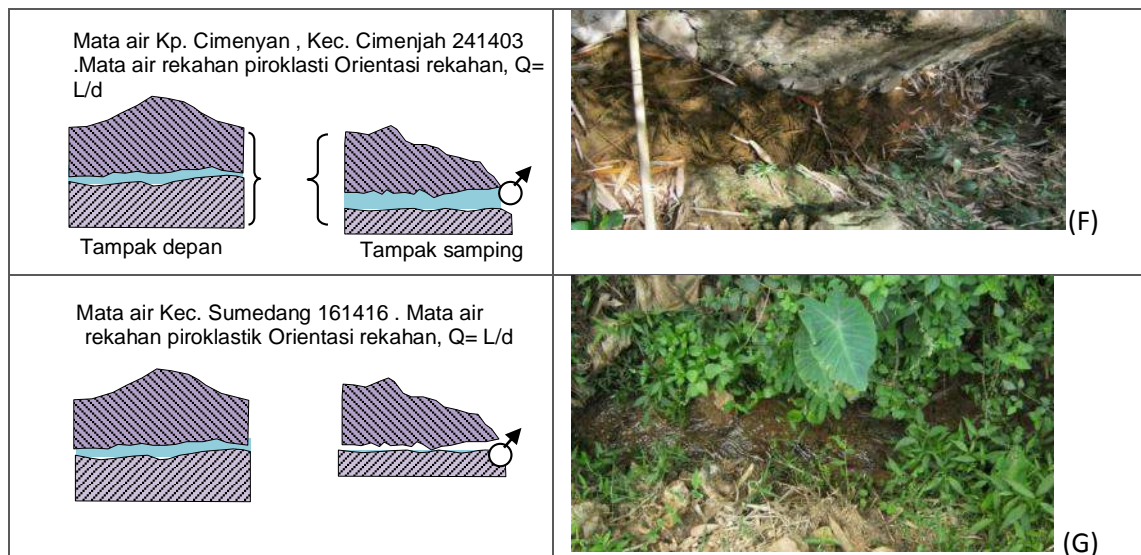 Mata air Kp. Cimenyan , Kec. Cimenjah 241403
.Mata air rekahan piroklasti Orientasi rekahan, Q=
L/d
Tampak depan
Tampak samping
(F)
Mata air Kec. Sumedang 161416 . Mata air
rekahan piroklastik Orientasi rekahan, Q= L/d
(G)